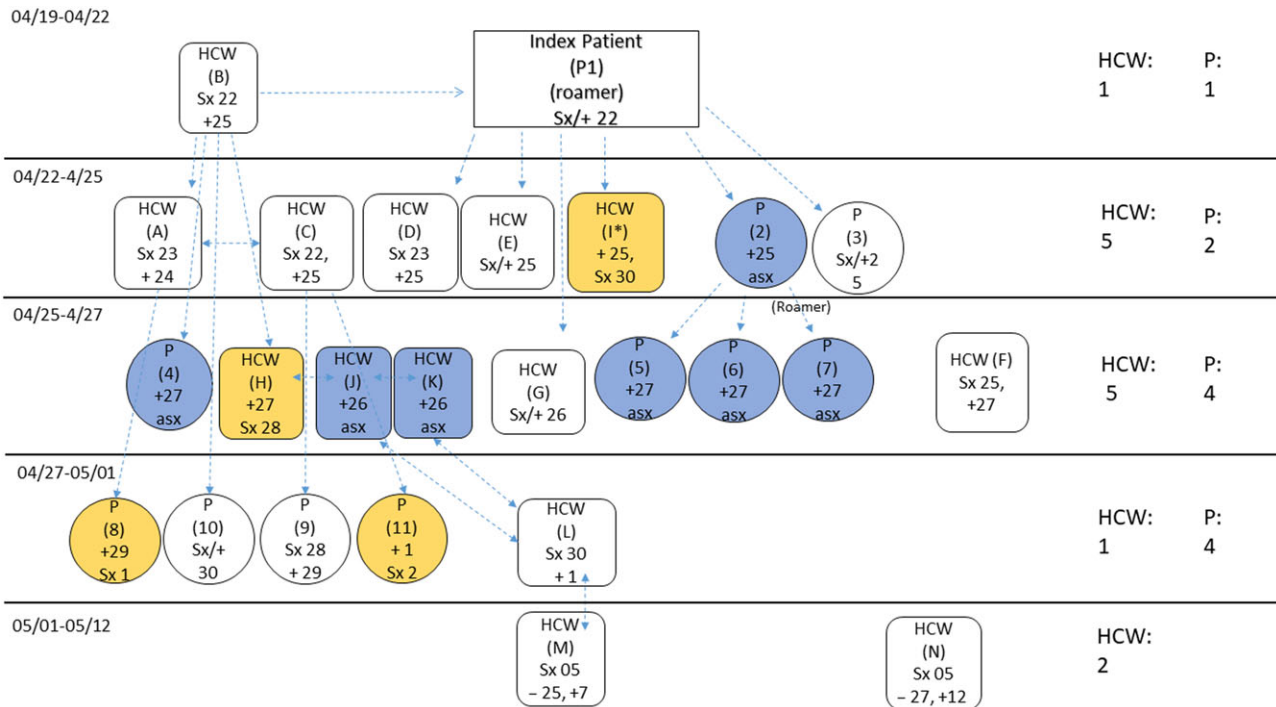 04/19-04/22
HCW
(B)
Sx 22
+25
Index Patient
(P1)
(roamer)
Sx/+ 22
HCW:
1
P:
1
04/22-4/25
HCW
(A)
Sx 23
+ 24
HCW
(C)
Sx 22,
+25
HCW
(D)
Sx 23
+25
HCW
(E)
Sx/+ 25
HCW
(I*)
+ 25,
Sx 30
P
(2)
+25
asx
P
(3)
Sx/+2
5
HCW:
5
P:
2
04/25-4/27
(Roamer)
P
(4)
+27
asx
HCW
(H)
+27
Sx 28
HCW
(J)
+26
asx
HCW
(K)
+26
asx
HCW
(G)
Sx/+ 26
P
(5)
+27
asx
P
(6)
+27
asx
P
(7)
+27
asx
HCW (F)
Sx 25,
+27
HCW:
5
P:
4
04/27-05/01
P
(8)
+29
Sx 1
P
(10)
Sx/+
30
P
(9)
Sx 28
+ 29
P
(11)
+ 1
Sx 2
HCW
(L)
Sx 30
+ 1
HCW:
1
P:
4
05/01-05/12
HCW
(M)
Sx 05
– 25, +7
HCW
(N)
Sx 05
– 27, +12
HCW:
2